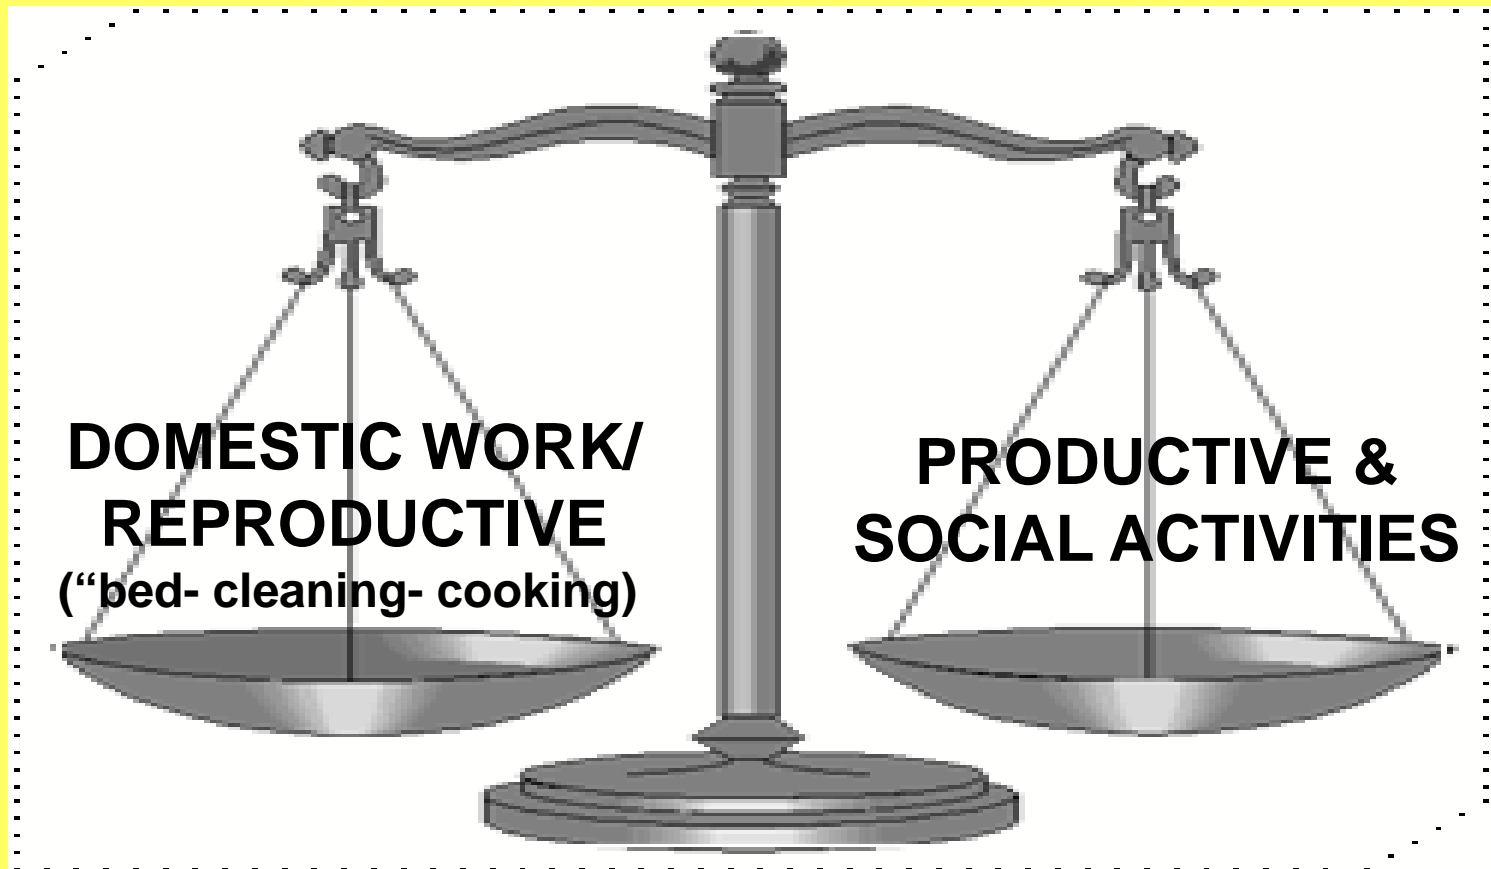 DOMESTIC WORK/
REPRODUCTIVE
(“bed- cleaning- cooking)
PRODUCTIVE &
SOCIAL ACTIVITIES